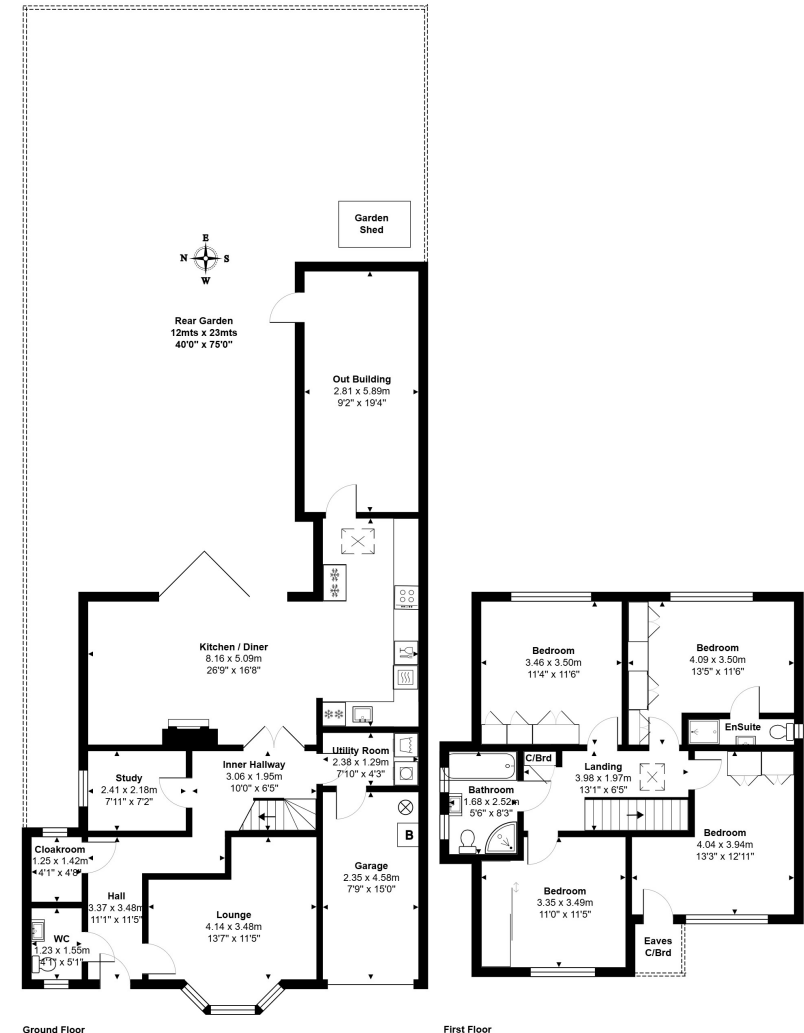 Garden
Shed
E
N
S
W
Rear Garden
12mts x 23mts
40'0" x 75'0"
Out Building
2.81 x 5.89m
9'2" x 19'4"
Kitchen / Diner
8.16 x 5.09m
26'9" x 16'8"
Utility Room
2.38 x 1.29m
7'10" x 4'3"
Inner Hallway
3.06 x 1.95m
10'0" x 6'5"
Study
2.41 x 2.18m
7'11" x 7'2"
Cloakroom
1.25 x 1.42m
4'1" x 4'8"
Hall
3.37 x 3.48m
11'1" x 11'5"
WC
1.23 x 1.55m
4'1" x 5'1"
Lounge
4.14 x 3.48m
13'7" x 11'5"
B
Garage
2.35 x 4.58m
7'9" x 15'0"
Ground Floor
Bedroom
3.46 x 3.50m
11'4" x 11'6"
Bedroom
4.09 x 3.50m
13'5" x 11'6"
EnSuite
C/Brd
Landing
3.98 x 1.97m
13'1" x 6'5"
Bathroom
1.68 x 2.52m
5'6" x 8'3"
Bedroom
4.04 x 3.94m
13'3" x 12'11"
Bedroom
3.35 x 3.49m
11'0" x 11'5"
Eaves
C/Brd
First Floor